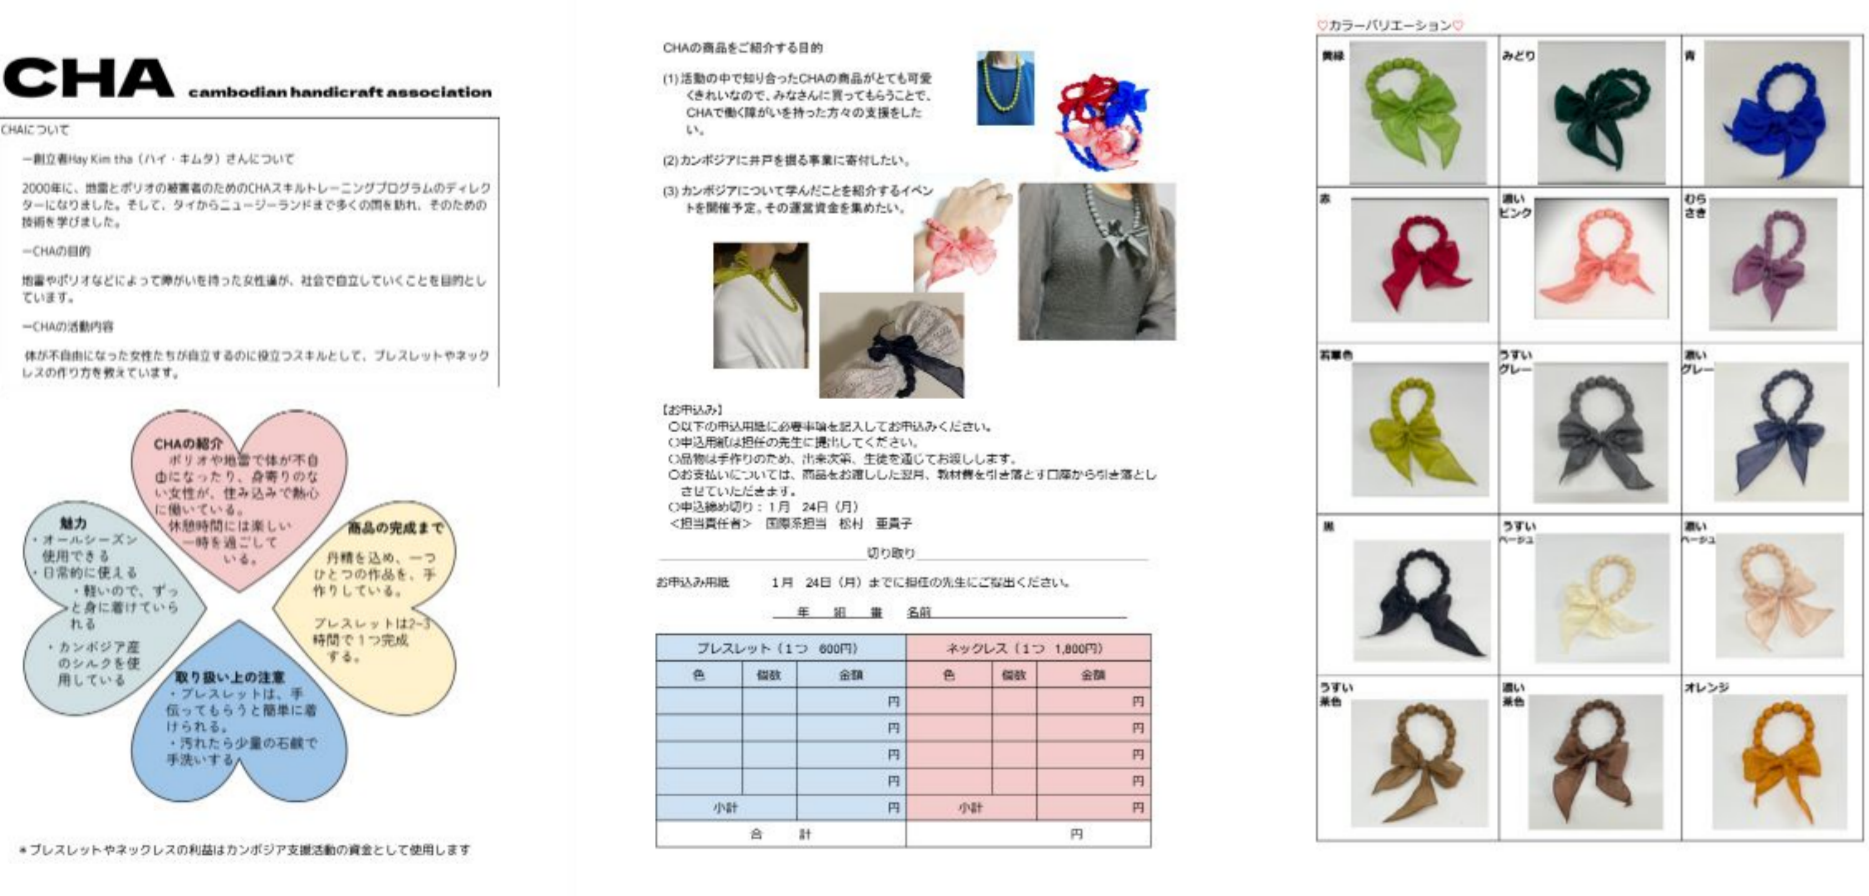 CHA cambodian handicraft association
CHAについて
ー創立者Hay Kim tha（ハイ・キムタ）さんについて
2000年に、地雷とポリオの被害者のためのCHAスキルトレーニングプログラムのディレク
ターになりました。そして、タイからニュージーランドまで多くの国を訪れ、そのための
技術を学びました。
ーCHAの目的
地雷やポリオなどによって障がいを持った女性達が、社会で自立していくことを目的とし
ています。
ーCHAの活動内容
体が不自由になった女性たちが自立するのに役立つスキルとして、ブレスレットやネック
レスの作り方を教えています。
CHAの紹介
ポリオや地雷で体が不自
由になったり、身寄りのな
い女性が、住み込みで熱心
に働いている。
休憩時間には楽しい
一時を過ごして
いる。
魅力
・オールシーズン
使用できる
・日常的に使える
・軽いので、ずっ
と身に着けていら
れる
・カンボジア産
のシルクを使
用している
商品の完成まで
丹精を込め、一つ
ひとつの作品を、手
作りしている。
ブレスレットは2~3
時間で１つ完成
する。
取り扱い上の注意
・ブレスレットは、手
伝ってもらうと簡単に着
けられる。
・汚れたら少量の石鹸で
手洗いする
＊ブレスレットやネックレスの利益はカンボジア支援活動の資金として使用します
CHAの商品をご紹介する目的
(1) 活動の中で知り合ったCHAの商品がとても可愛
くきれいなので、みなさんに買ってもらうことで、
CHAで働く障がいを持った方々の支援をした
い。
(2) カンボジアに井戸を掘る事業に寄付したい。
(3) カンボジアについて学んだことを紹介するイベン
トを開催予定。その運営資金を集めたい。
【お申込み】
○以下の申込用紙に必要事項を記入してお申込みください。
○申込用紙は担任の先生に提出してください。
○品物は手作りのため、出来次第、生徒を通じてお渡しします。
○お支払いについては、商品をお渡しした翌月、教材費を引き落とす口座から引き落とし
させていただきます。
○申込締め切り：１月　24日（月）
＜担当責任者＞　国際系担当　松村　亜貴子
切り取り
お申込み用紙　１月　24日（月）までに担任の先生にご提出ください。
年　組　番　名前
ブレスレット（１つ　600円）　ネックレス（１つ　1,800円）
色　個数　金額　色　個数　金額
円　円
円　円
円　円
円　円
小計　円　小計　円
合　計　円
♡カラーバリエーション♡
黄緑　みどり　青
赤　濃い　むら
ピンク　さき
若草色　うすい　濃い
グレー　グレー
黒　うすい　濃い
ベージュ　ベージュ
うすい　濃い　オレンジ
茶色　茶色